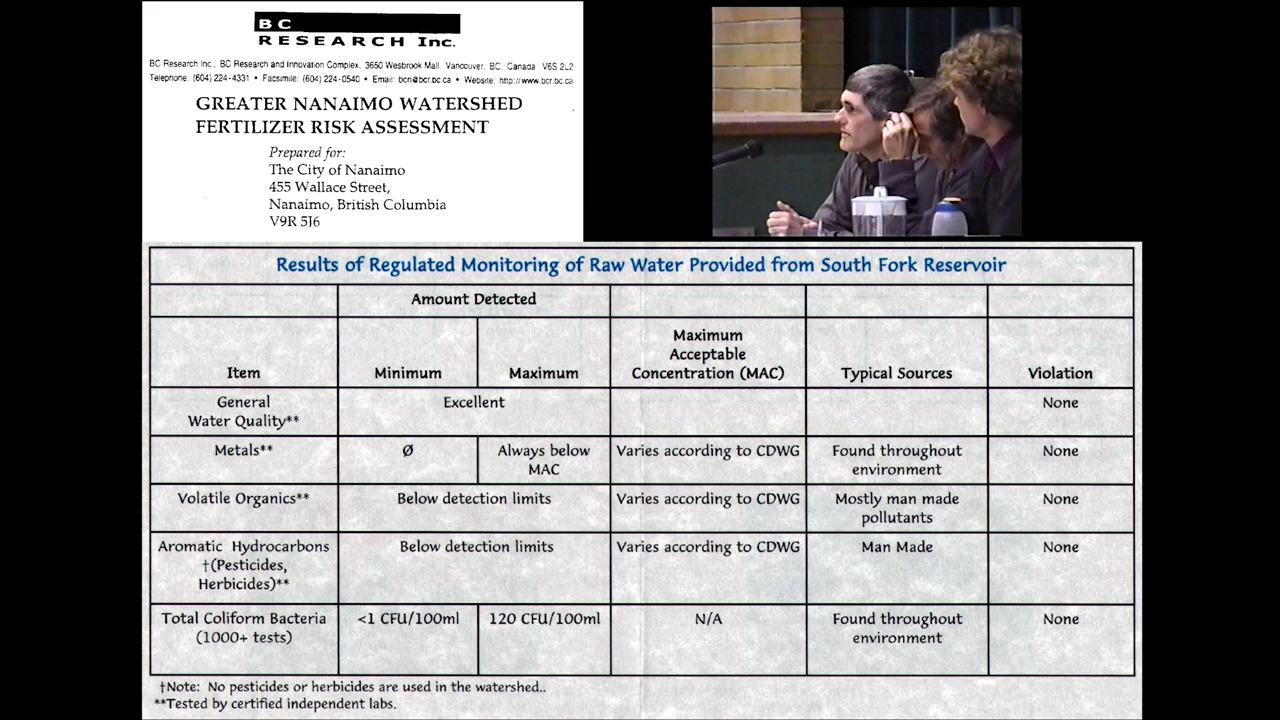 BC
RESEARCH Inc.
BC Research Inc., BC Research and Innovation Complex, 3650 Wesbrook Mall, Vancouver, BC, Canada V6S 2L2
Telephone: (604) 224-4331 • Facsimile: (604) 224-0540 • Email: bcri@bcr.bc.ca • Website: http://www.bcr.bc.ca
GREATER NANAIMO WATERSHED
FERTILIZER RISK ASSESSMENT
Prepared for:
The City of Nanaimo
455 Wallace Street,
Nanaimo, British Columbia
V9R 5J6
Results of Regulated Monitoring of Raw Water Provided from South Fork Reservoir
Amount Detected
Item Minimum Maximum Maximum Acceptable Concentration (MAC) Typical Sources Violation
General Water Quality** Excellent None
Metals** Ø Always below MAC Varies according to CDWG Found throughout environment None
Volatile Organics** Below detection limits Varies according to CDWG Mostly man made pollutants None
Aromatic Hydrocarbons †(Pesticides, Herbicides)** Below detection limits Varies according to CDWG Man Made None
Total Coliform Bacteria (1000+ tests) <1 CFU/100ml 120 CFU/100ml N/A Found throughout environment None
†Note: No pesticides or herbicides are used in the watershed..
**Tested by certified independent labs.